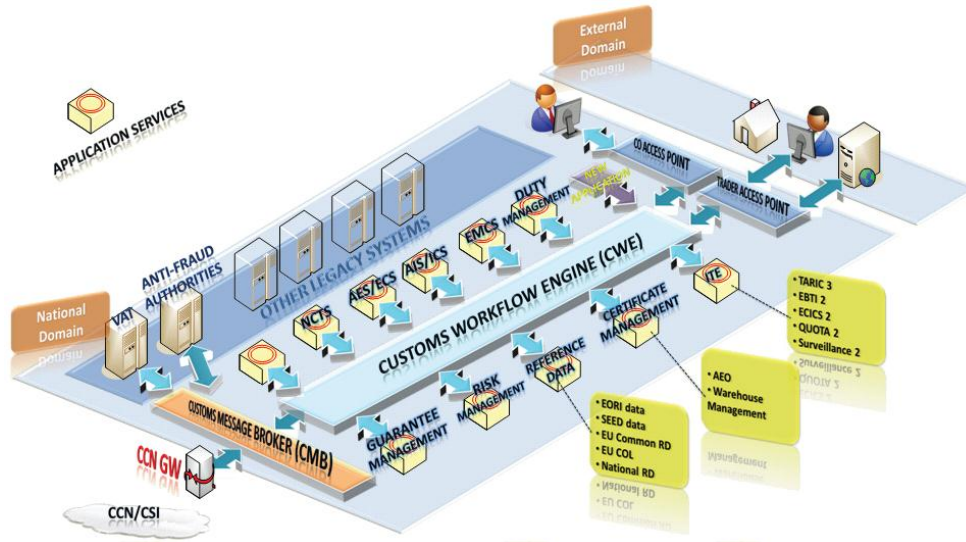 External
Domain
APPLICATION SERVICES
CO ACCESS POINT
TRADER ACCESS POINT
NEW
APPLICATION
DUTY
MANAGEMENT
EMCS
AIS/ICS
AES/ECS
NCTS
OTHER LEGACY SYSTEMS
ANTI-FRAUD
AUTHORITIES
VAT
National
Domain
CUSTOMS WORKFLOW ENGINE (CWE)
ITE
• TARIC 3
• EBTI 2
• ECICS 2
• QUOTA 2
• Surveillance 2
CERTIFICATE
MANAGEMENT
• AEO
• Warehouse
Management
REFERENCE
DATA
• EORI data
• SEED data
• EU Common RD
• EU COL
• National RD
RISK
MANAGEMENT
GUARANTEE
MANAGEMENT
CUSTOMS MESSAGE BROKER (CMB)
CCN GW
CCN/CSI